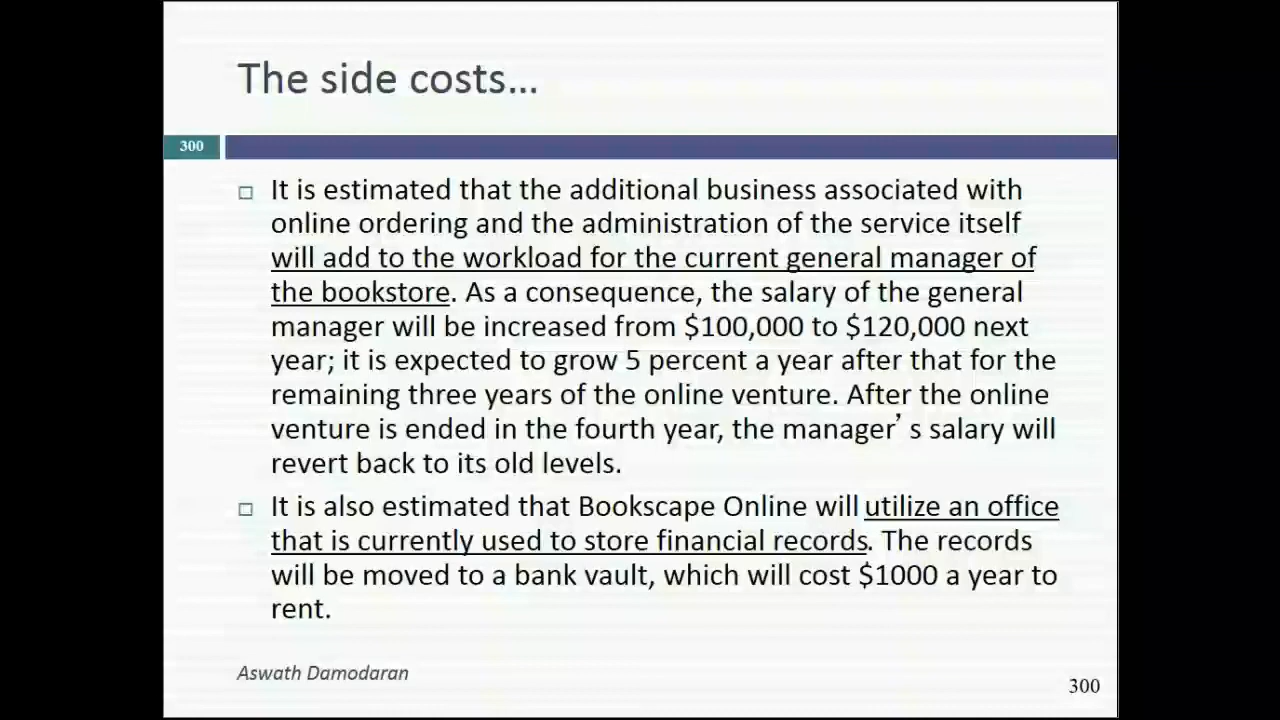 The side costs…
300
It is estimated that the additional business associated with
online ordering and the administration of the service itself
will add to the workload for the current general manager of
the bookstore. As a consequence, the salary of the general
manager will be increased from $100,000 to $120,000 next
year; it is expected to grow 5 percent a year after that for the
remaining three years of the online venture. After the online
venture is ended in the fourth year, the manager’ s salary will
revert back to its old levels.
It is also estimated that Bookscape Online will utilize an office
that is currently used to store financial records. The records
will be moved to a bank vault, which will cost $1000 a year to
rent.
Aswath Damodaran
300